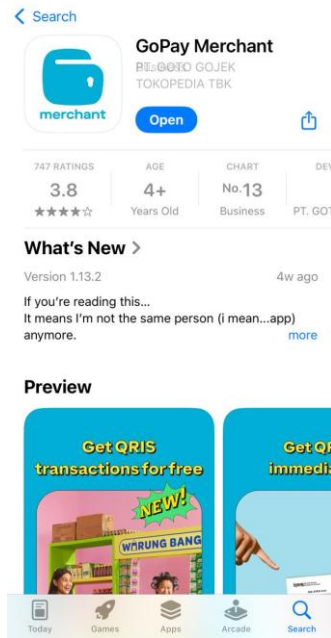 Search
GoPay Merchant
PT. GOTO GOJEK
TOKOPEDIA TBK
merchant
Open
747 RATINGS
AGE
CHART
DEV
3.8
4+
No.13
★★★★☆
Years Old
Business
PT. GOT
What's New >
Version 1.13.2
4w ago
If you're reading this...
It means I'm not the same person (i mean...app)
anymore.
more
Preview
Get QRIS
transactions for free
NEW!
WARUNG BANG
Get QR
immedia
Today
Games
Apps
Arcade
Search